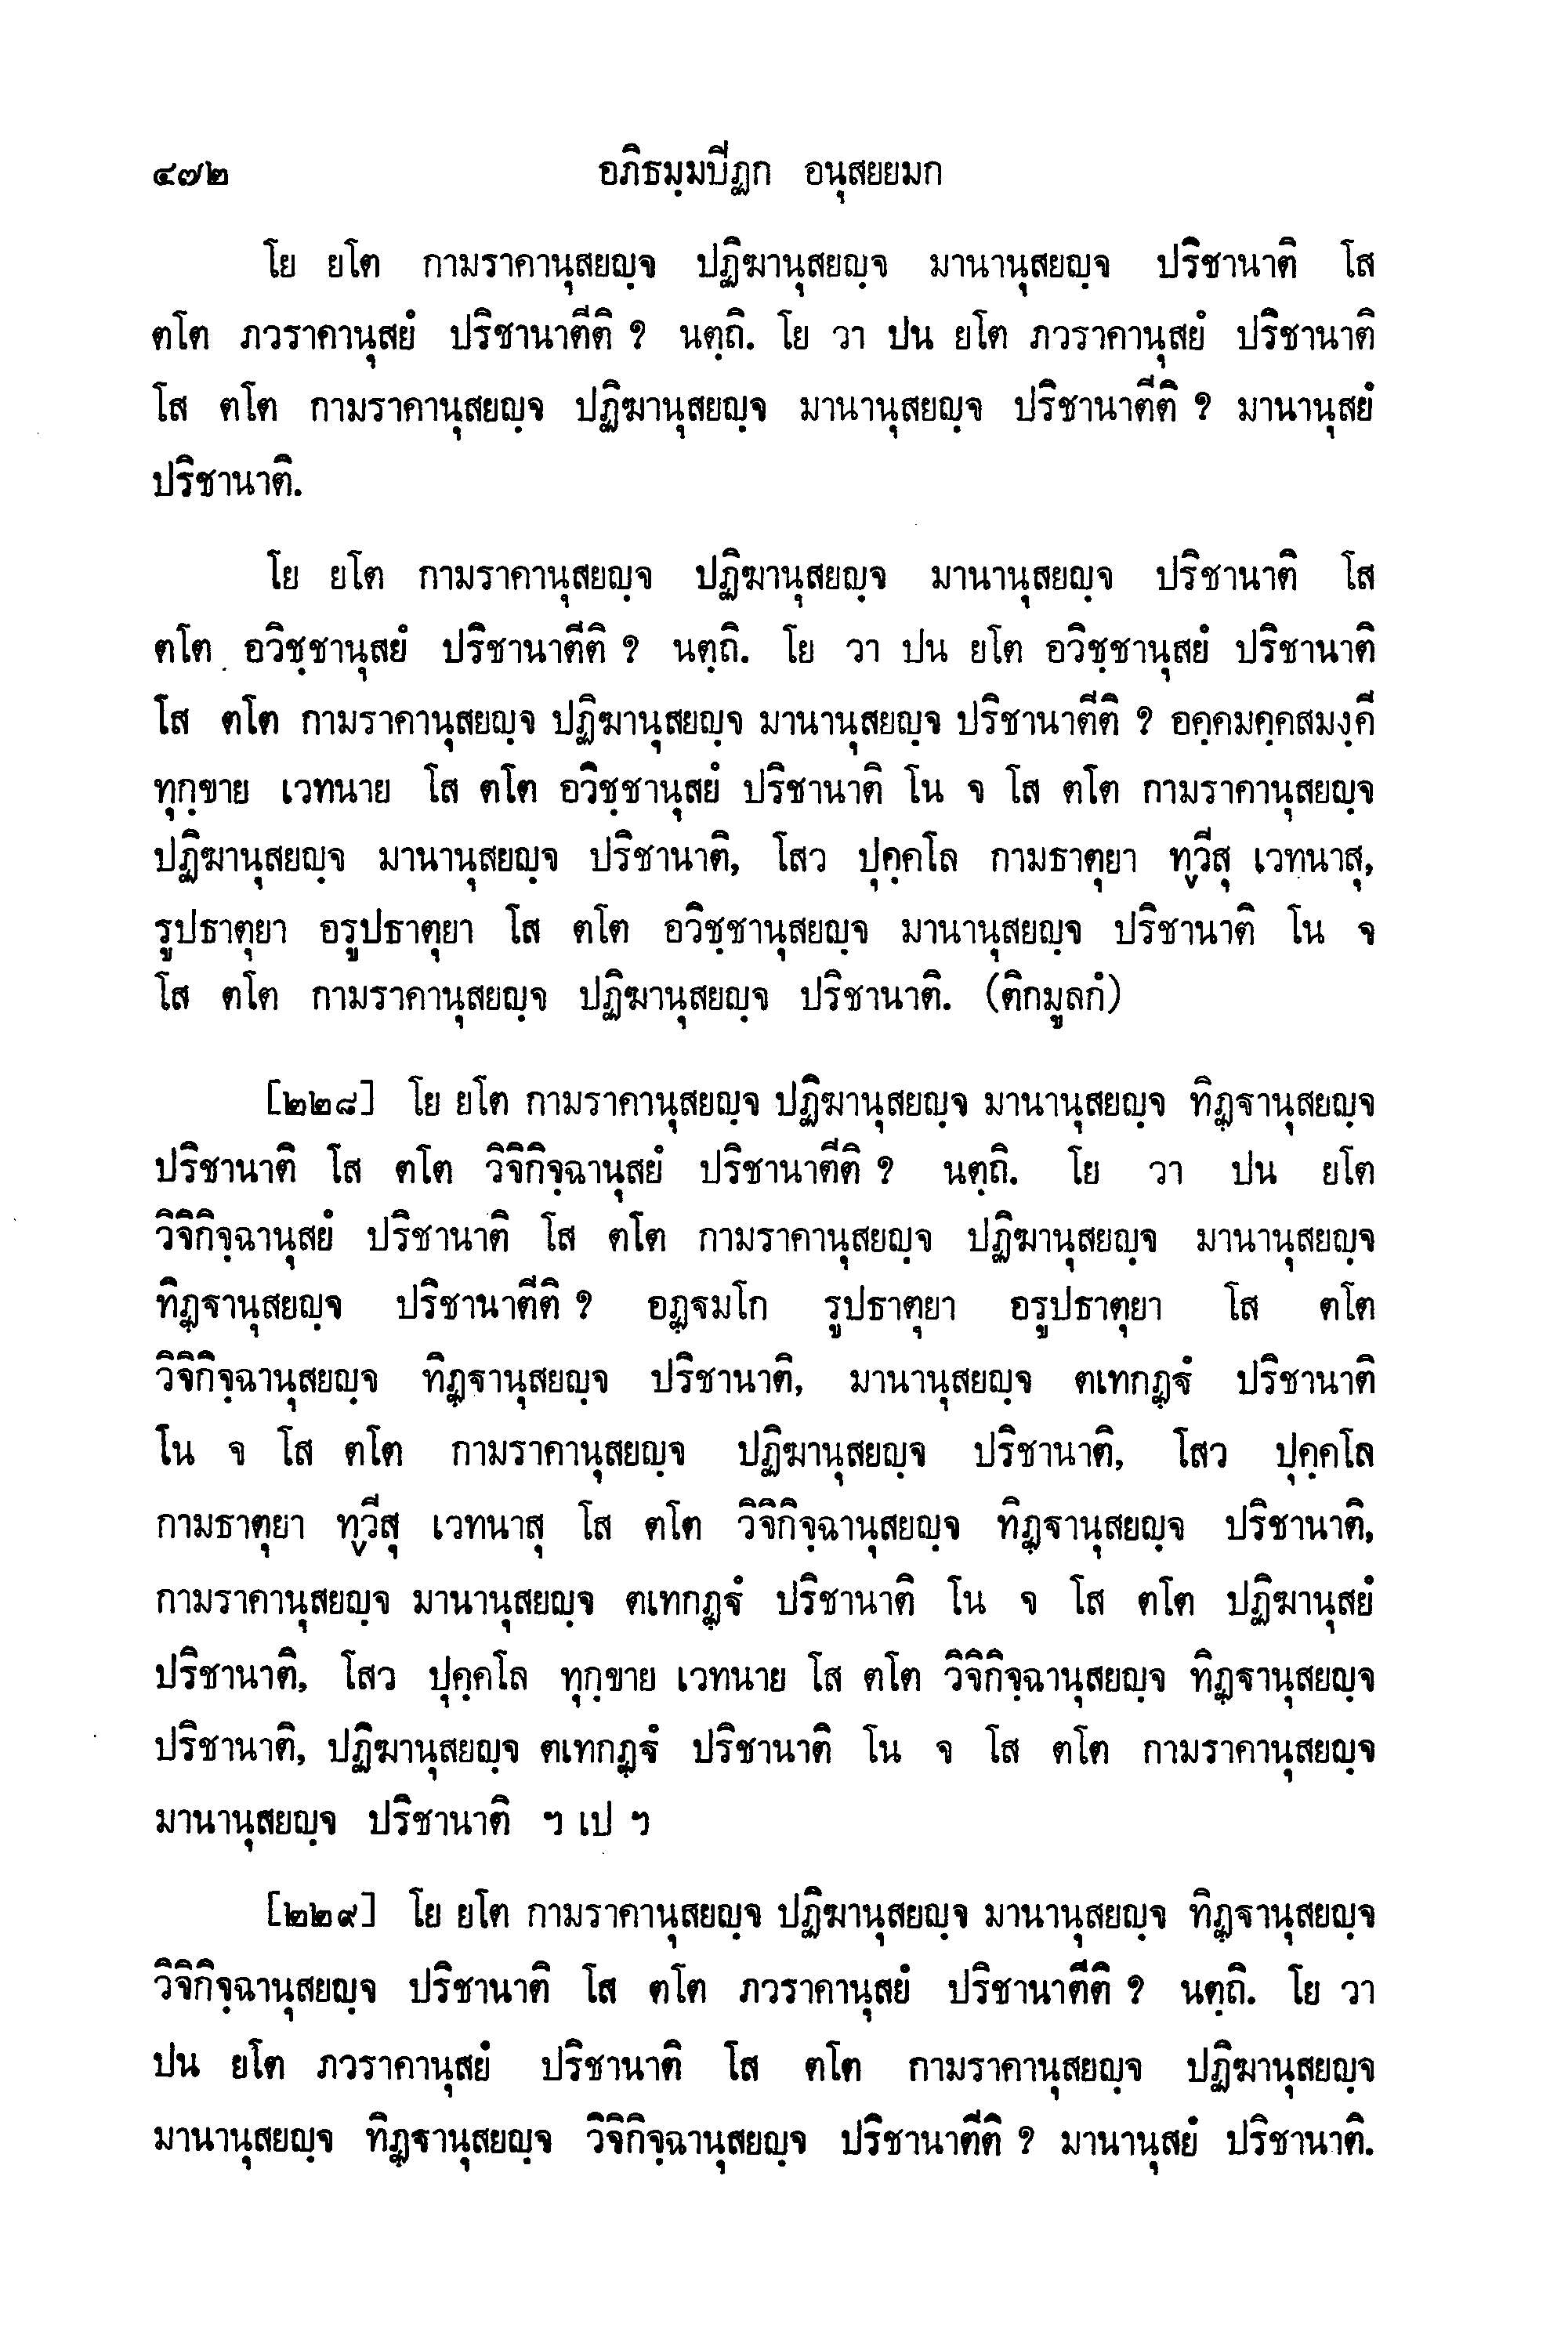 ๔๗๒ อภิธมฺมปิฏก อนุสยยมก
โย ยโต กามราคานุสยญฺจ ปฏิฆานุสยญฺจ มานานุสยญฺจ ปริชานาติ โส
ตโต ภวราคานุสยํ ปริชานาตีติ ? นตฺถิ. โย วา ปน ยโต ภวราคานุสยํ ปริชานาติ
โส ตโต กามราคานุสยญฺจ ปฏิฆานุสยญฺจ มานานุสยญฺจ ปริชานาตีติ ? มานานุสยํ
ปริชานาติ.
โย ยโต กามราคานุสยญฺจ ปฏิฆานุสยญฺจ มานานุสยญฺจ ปริชานาติ โส
ตโต อวิชฺชานุสยํ ปริชานาตีติ ? นตฺถิ. โย วา ปน ยโต อวิชฺชานุสยํ ปริชานาติ
โส ตโต กามราคานุสยญฺจ ปฏิฆานุสยญฺจ มานานุสยญฺจ ปริชานาตีติ ? อคฺคมคฺคสมงฺคี
ทุกฺขาย เวทนาย โส ตโต อวิชฺชานุสยํ ปริชานาติ โน จ โส ตโต กามราคานุสยญฺจ
ปฏิฆานุสยญฺจ มานานุสยญฺจ ปริชานาติ, โสว ปุคฺคโล กามธาตุยา ทฺวีสุ เวทนาสุ,
รูปธาตุยา อรูปธาตุยา โส ตโต อวิชฺชานุสยญฺจ มานานุสยญฺจ ปริชานาติ โน จ
โส ตโต กามราคานุสยญฺจ ปฏิฆานุสยญฺจ ปริชานาติ. (ติกมูลกํ)
[๒๒๘] โย ยโต กามราคานุสยญฺจ ปฏิฆานุสยญฺจ มานานุสยญฺจ ทิฏฺฐานุสยญฺจ
ปริชานาติ โส ตโต วิจิกิจฺฉานุสยํ ปริชานาตีติ ? นตฺถิ. โย วา ปน ยโต
วิจิกิจฺฉานุสยํ ปริชานาติ โส ตโต กามราคานุสยญฺจ ปฏิฆานุสยญฺจ มานานุสยญฺจ
ทิฏฺฐานุสยญฺจ ปริชานาตีติ ? อฏฺฐมโก รูปธาตุยา อรูปธาตุยา โส ตโต
วิจิกิจฺฉานุสยญฺจ ทิฏฺฐานุสยญฺจ ปริชานาติ, มานานุสยญฺจ ตเทกฏฺฐํ ปริชานาติ
โน จ โส ตโต กามราคานุสยญฺจ ปฏิฆานุสยญฺจ ปริชานาติ, โสว ปุคฺคโล
กามธาตุยา ทฺวีสุ เวทนาสุ โส ตโต วิจิกิจฺฉานุสยญฺจ ทิฏฺฐานุสยญฺจ ปริชานาติ,
กามราคานุสยญฺจ มานานุสยญฺจ ตเทกฏฺฐํ ปริชานาติ โน จ โส ตโต ปฏิฆานุสยํ
ปริชานาติ, โสว ปุคฺคโล ทุกฺขาย เวทนาย โส ตโต วิจิกิจฺฉานุสยญฺจ ทิฏฺฐานุสยญฺจ
ปริชานาติ, ปฏิฆานุสยญฺจ ตเทกฏฺฐํ ปริชานาติ โน จ โส ตโต กามราคานุสยญฺจ
มานานุสยญฺจ ปริชานาติ ฯ เป ฯ
[๒๒๙] โย ยโต กามราคานุสยญฺจ ปฏิฆานุสยญฺจ มานานุสยญฺจ ทิฏฺฐานุสยญฺจ
วิจิกิจฺฉานุสยญฺจ ปริชานาติ โส ตโต ภวราคานุสยํ ปริชานาตีติ ? นตฺถิ. โย วา
ปน ยโต ภวราคานุสยํ ปริชานาติ โส ตโต กามราคานุสยญฺจ ปฏิฆานุสยญฺจ
มานานุสยญฺจ ทิฏฺฐานุสยญฺจ วิจิกิจฺฉานุสยญฺจ ปริชานาตีติ ? มานานุสยํ ปริชานาติ.